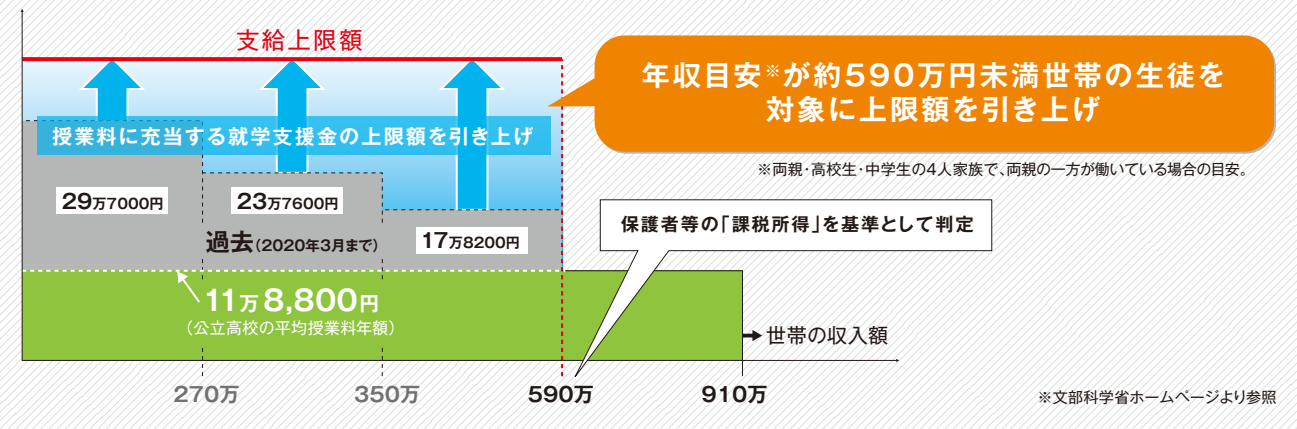 支給上限額
年収目安※が約590万円未満世帯の生徒を
対象に上限額を引き上げ
授業料に充当する就学支援金の上限額を引き上げ
※両親・高校生・中学生の4人家族で、両親の一方が働いている場合の目安。
29万7000円
23万7600円
17万8200円
過去(2020年3月まで)
保護者等の「課税所得」を基準として判定
11万8,800円
(公立高校の平均授業料年額)
世帯の収入額
270万
350万
590万
910万
※文部科学省ホームページより参照